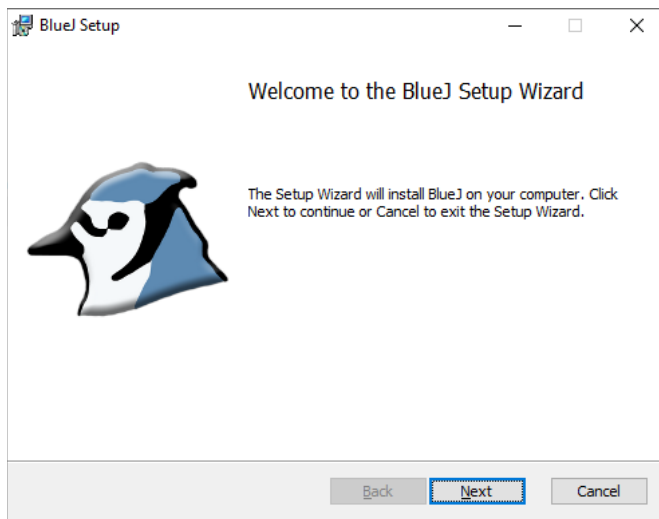 BlueJ Setup
Welcome to the BlueJ Setup Wizard
The Setup Wizard will install BlueJ on your computer. Click
Next to continue or Cancel to exit the Setup Wizard.
Back Next Cancel